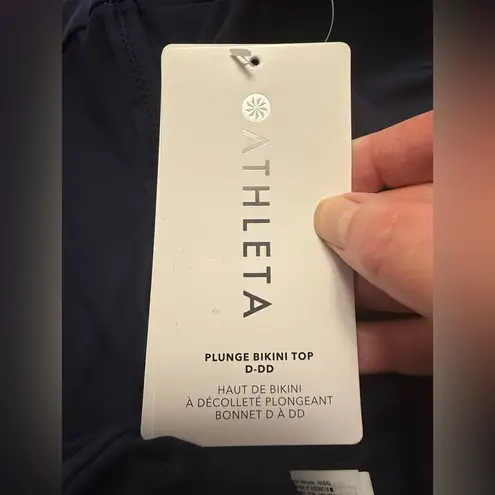 ATHLETA
PLUNGE BIKINI TOP
D-DD
HAUT DE BIKINI
À DÉCOLLETÉ PLONGEANT
BONNET D À DD